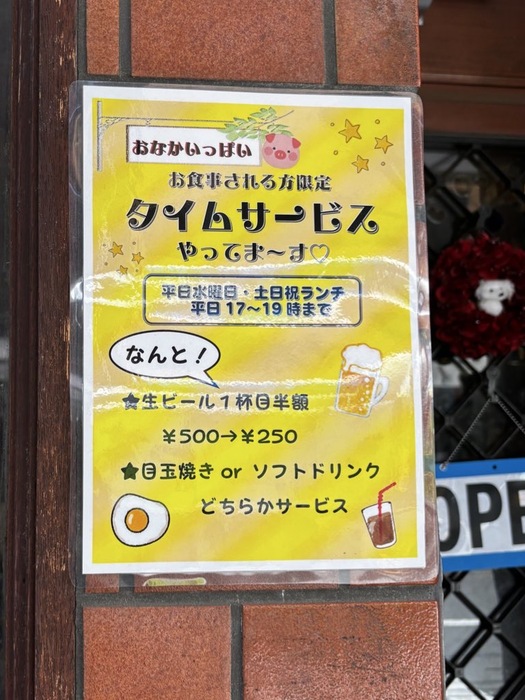 おなかいっぱい
お食事される方限定
タイムサービス
やってま〜す♡
平日水曜日・土日祝ランチ
平日 17〜19 時まで
なんと！
★生ビール１杯目半額
￥500→￥250
★目玉焼き or ソフトドリンク
どちらかサービス
OPE